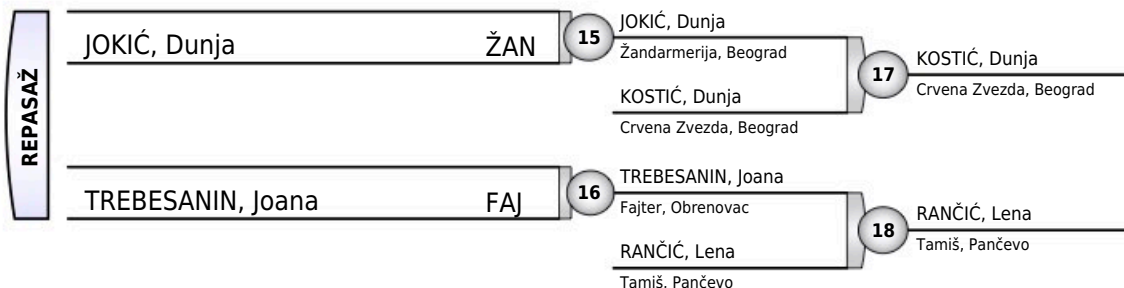 REPASAŽ
JOKIĆ, Dunja ŽAN
15
JOKIĆ, Dunja
Žandarmerija, Beograd
KOSTIĆ, Dunja
Crvena Zvezda, Beograd
17
KOSTIĆ, Dunja
Crvena Zvezda, Beograd
TREBESANIN, Joana FAJ
16
TREBESANIN, Joana
Fajter, Obrenovac
RANČIĆ, Lena
Tamiš, Pančevo
18
RANČIĆ, Lena
Tamiš, Pančevo